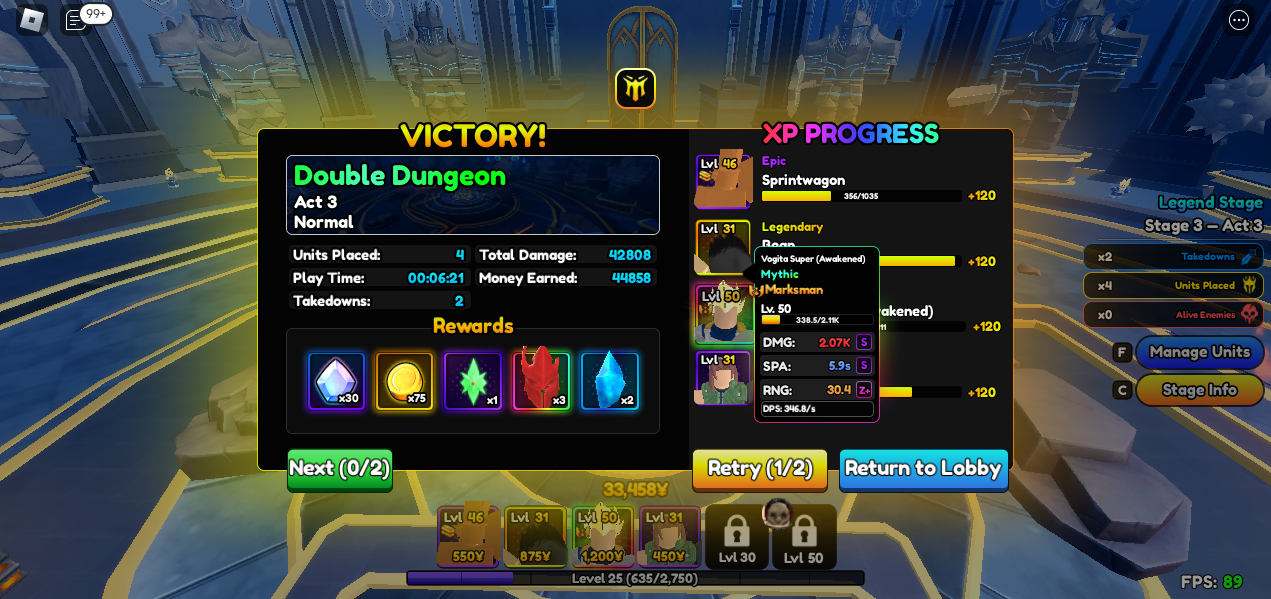 99+
VICTORY!
XP PROGRESS
Double Dungeon
Act 3
Normal
Units Placed: 4
Total Damage: 42808
Play Time: 00:06:21
Money Earned: 44858
Takedowns: 2
Rewards
x30
x75
x1
x3
x2
Lvl 46
Epic
Sprintwagon
356/1035
+120
Lvl 31
Legendary
+120
Lvl 50
akened)
+120
Lvl 31
+120
Vogita Super (Awakened)
Mythic
Marksman
Lv. 50
338.5/2.11K
DMG: 2.07K S
SPA: 5.9s S
RNG: 30.4 Z+
DPS: 346.8/s
Legend Stage
Stage 3 – Act 3
x2 Takedowns
x4 Units Placed
x0 Alive Enemies
F Manage Units
C Stage Info
Next (0/2)
Retry (1/2)
Return to Lobby
33,458¥
Lvl 46
550¥
Lvl 31
875¥
Lvl 50
1,200¥
Lvl 31
450¥
Lvl 30
Lvl 50
Level 25 (635/2,750)
FPS: 89